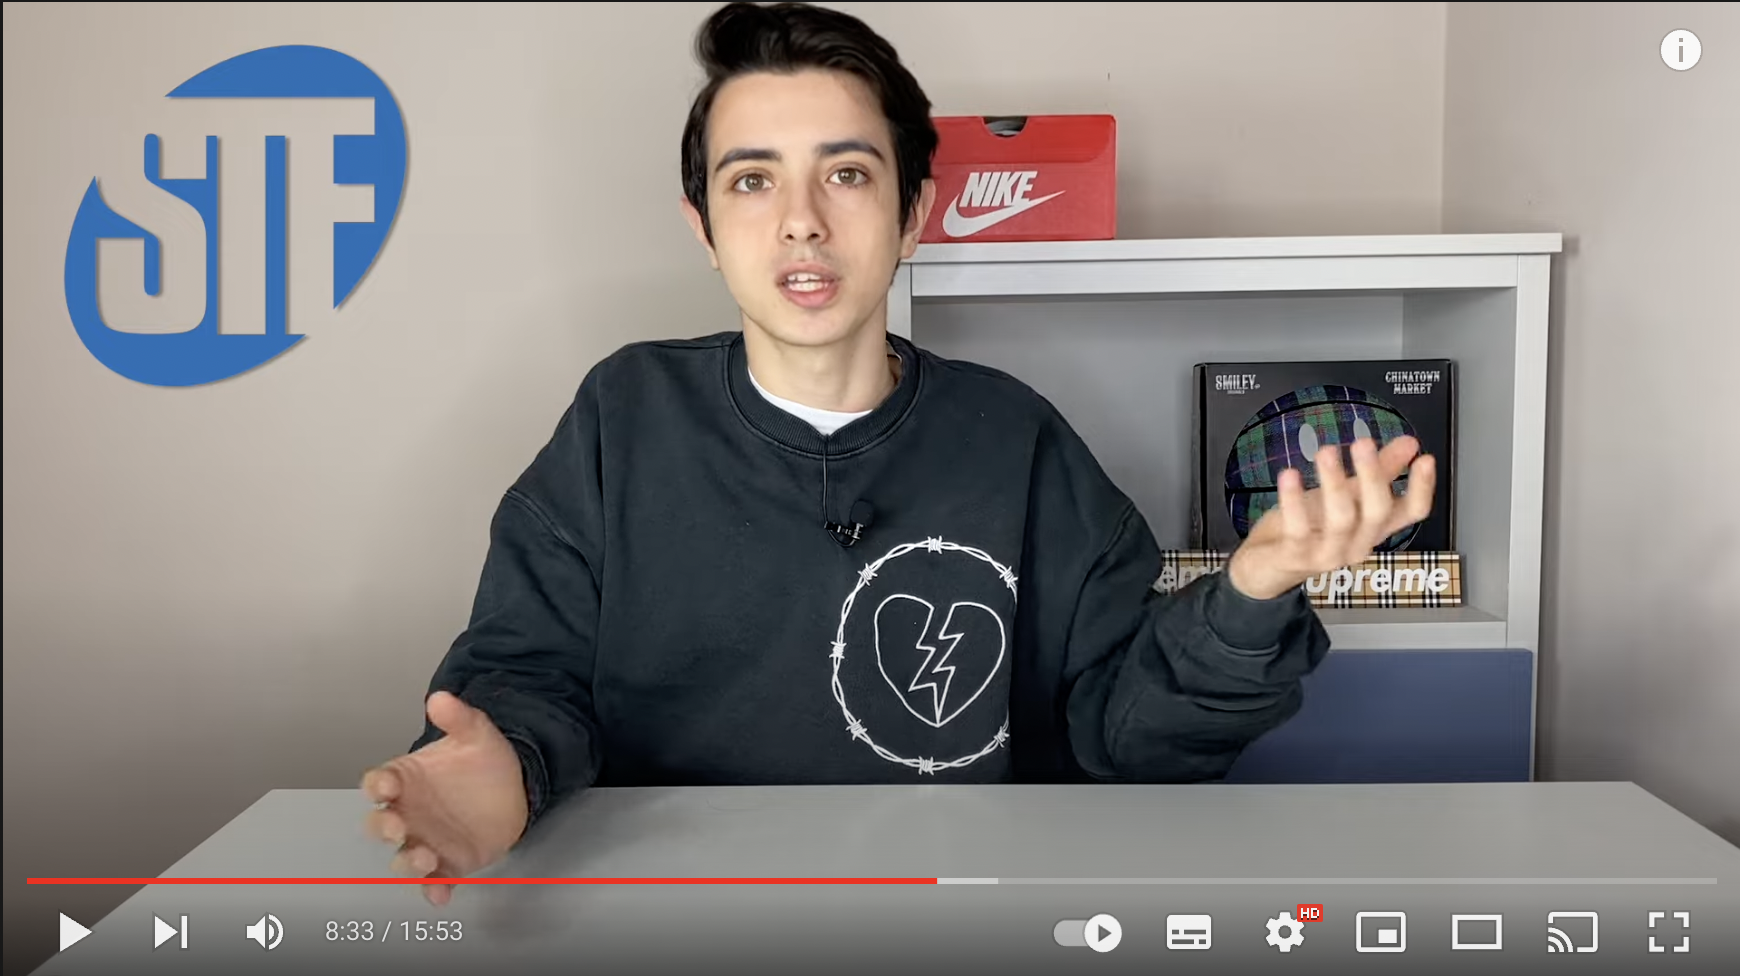 STF
NIKE
SMILEY
CHINATOWN
MARKET
upreme
8:33 / 15:53
HD